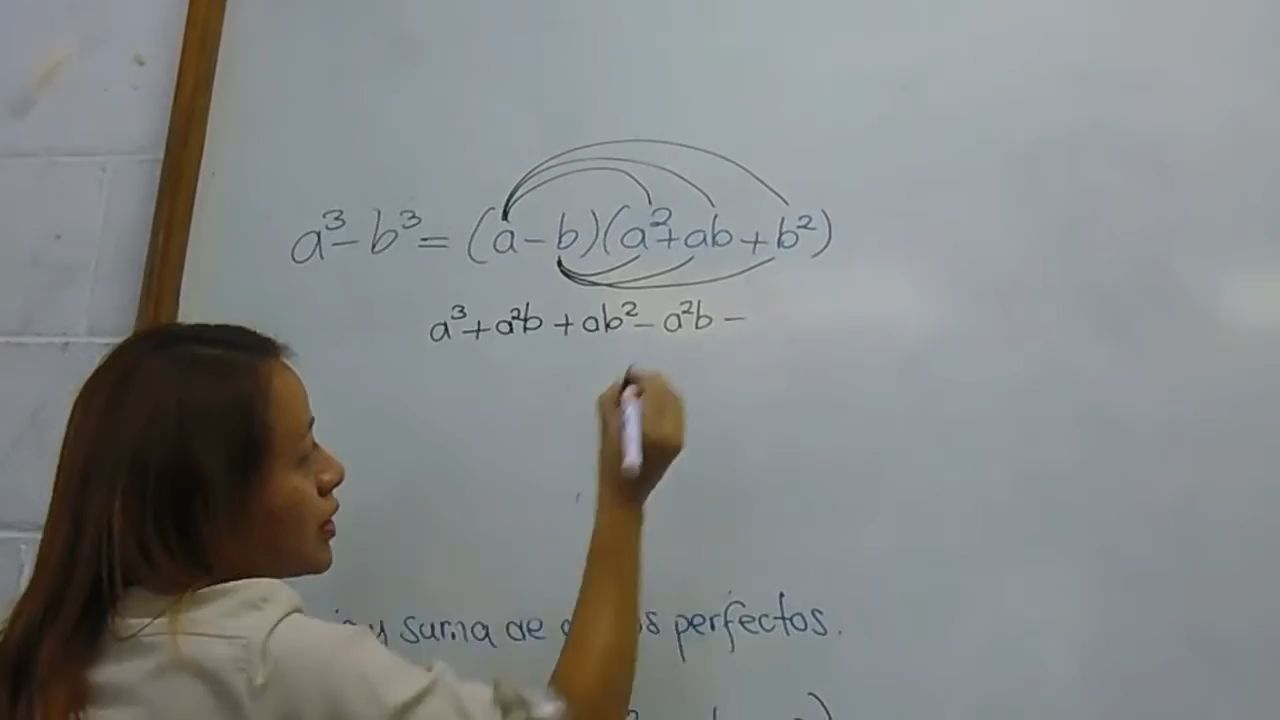 a³-b³=(a-b)(a²+ab+b²)
a³+a²b+ab²-a²b-
y suma de perfectos.